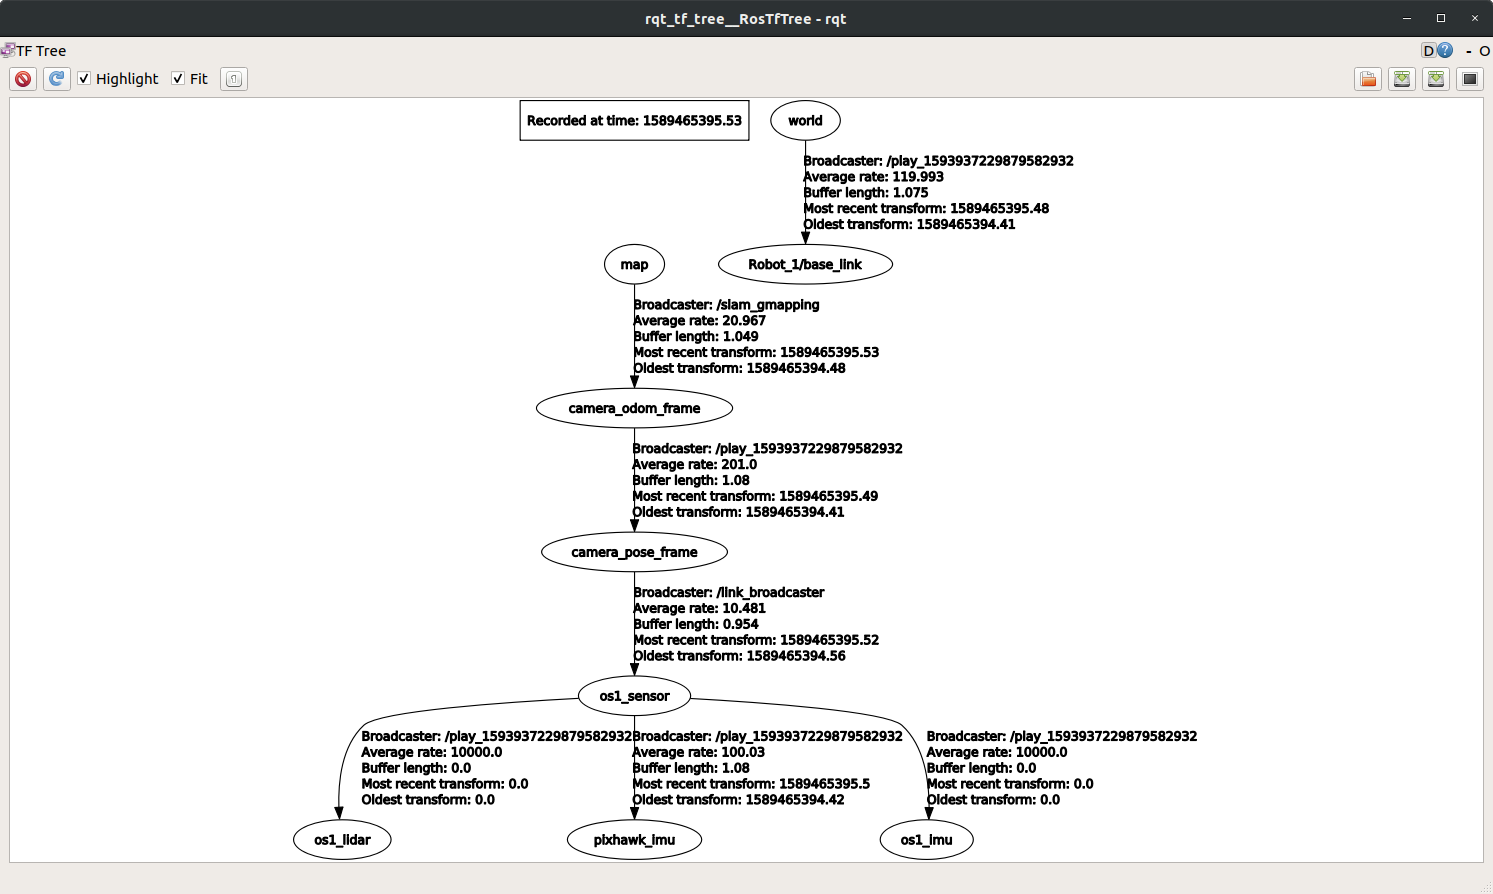 rqt_tf_tree__RosTfTree - rqt
TF Tree
D
- O
Highlight
Fit
Recorded at time: 1589465395.53
world
Broadcaster: /play_1593937229879582932
Average rate: 119.993
Buffer length: 1.075
Most recent transform: 1589465395.48
Oldest transform: 1589465394.41
map
Robot_1/base_link
Broadcaster: /slam_gmapping
Average rate: 20.967
Buffer length: 1.049
Most recent transform: 1589465395.53
Oldest transform: 1589465394.48
camera_odom_frame
Broadcaster: /play_1593937229879582932
Average rate: 201.0
Buffer length: 1.08
Most recent transform: 1589465395.49
Oldest transform: 1589465394.41
camera_pose_frame
Broadcaster: /link_broadcaster
Average rate: 10.481
Buffer length: 0.954
Most recent transform: 1589465395.52
Oldest transform: 1589465394.56
os1_sensor
Broadcaster: /play_1593937229879582932
Average rate: 10000.0
Buffer length: 0.0
Most recent transform: 0.0
Oldest transform: 0.0
Broadcaster: /play_1593937229879582932
Average rate: 100.03
Buffer length: 1.08
Most recent transform: 1589465395.5
Oldest transform: 1589465394.42
Broadcaster: /play_1593937229879582932
Average rate: 10000.0
Buffer length: 0.0
Most recent transform: 0.0
Oldest transform: 0.0
os1_lidar
pixhawk_imu
os1_imu